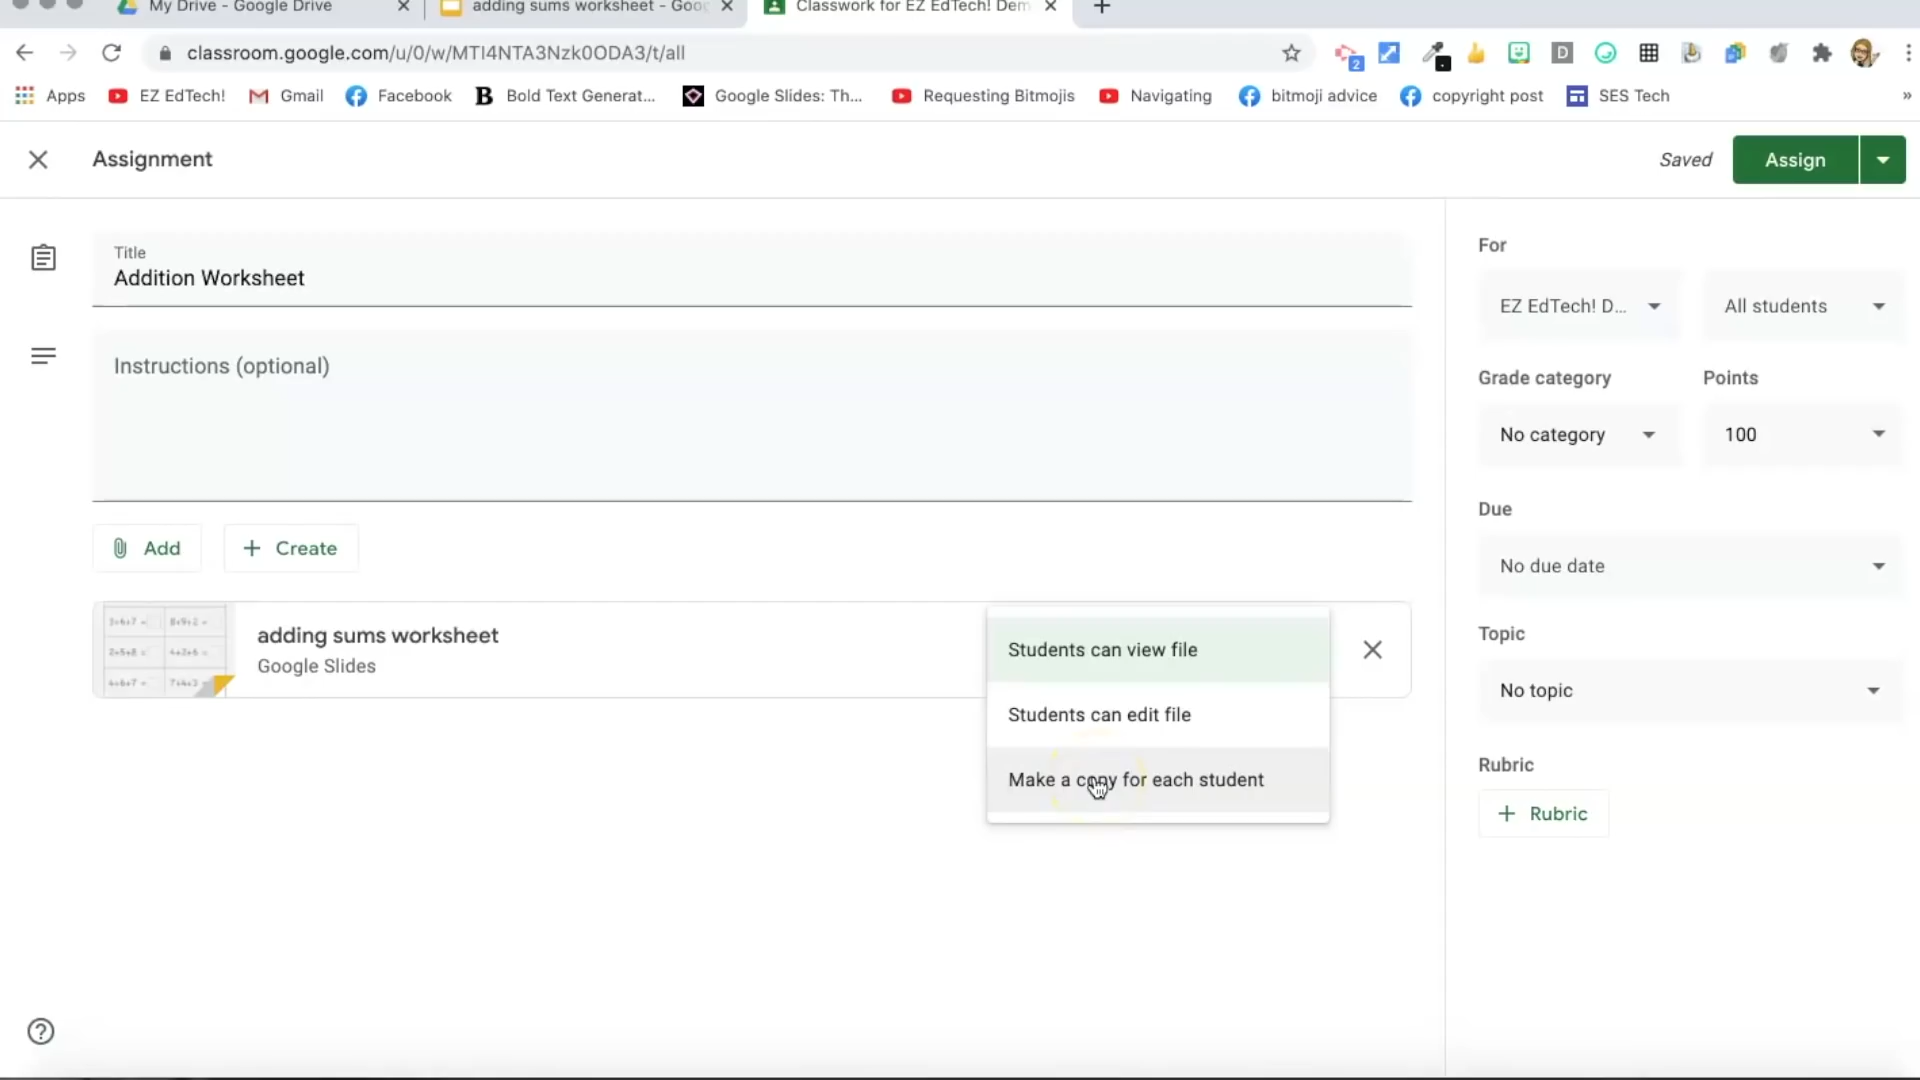 My Drive - Google Drive
adding sums worksheet - Goo
Classwork for EZ EdTech! Dem
classroom.google.com/u/0/w/MTI4NTA3Nzk0ODA3/t/all
2
D
Apps
EZ EdTech!
Gmail
Facebook
B Bold Text Generat...
Google Slides: Th...
Requesting Bitmojis
Navigating
bitmoji advice
copyright post
SES Tech
»
Assignment
Saved
Assign
Title
Addition Worksheet
Instructions (optional)
Add
Create
adding sums worksheet
Google Slides
Students can view file
Students can edit file
Make a copy for each student
For
EZ EdTech! D...
All students
Grade category
Points
No category
100
Due
No due date
Topic
No topic
Rubric
Rubric